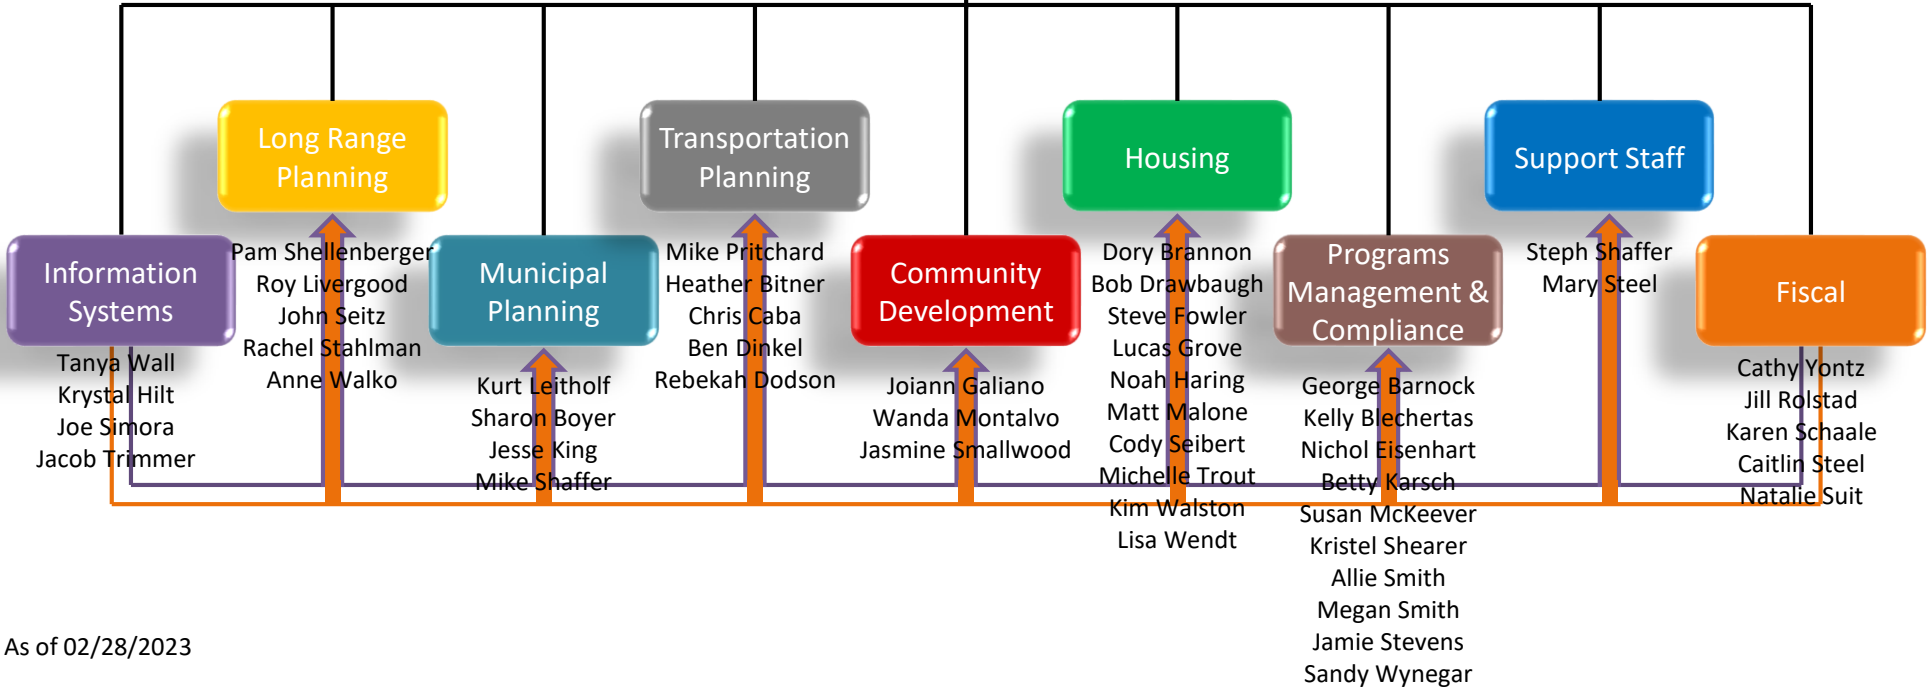 Long Range
Planning
Transportation
Planning
Housing
Support Staff
Information
Systems
Pam Shellenberger
Roy Livergood
John Seitz
Rachel Stahlman
Anne Walko
Municipal
Planning
Mike Pritchard
Heather Bitner
Chris Caba
Ben Dinkel
Rebekah Dodson
Community
Development
Dory Brannon
Bob Drawbaugh
Steve Fowler
Lucas Grove
Noah Haring
Matt Malone
Cody Seibert
Michelle Trout
Kim Walston
Lisa Wendt
Programs
Management &
Compliance
Steph Shaffer
Mary Steel
Fiscal
Tanya Wall
Krystal Hilt
Joe Simora
Jacob Trimmer
Kurt Leitholf
Sharon Boyer
Jesse King
Mike Shaffer
Joiann Galiano
Wanda Montalvo
Jasmine Smallwood
George Barnock
Kelly Blechertas
Nichol Eisenhart
Betty Karsch
Susan McKeever
Kristel Shearer
Allie Smith
Megan Smith
Jamie Stevens
Sandy Wynegar
Cathy Yontz
Jill Rolstad
Karen Schaale
Caitlin Steel
Natalie Suit
As of 02/28/2023